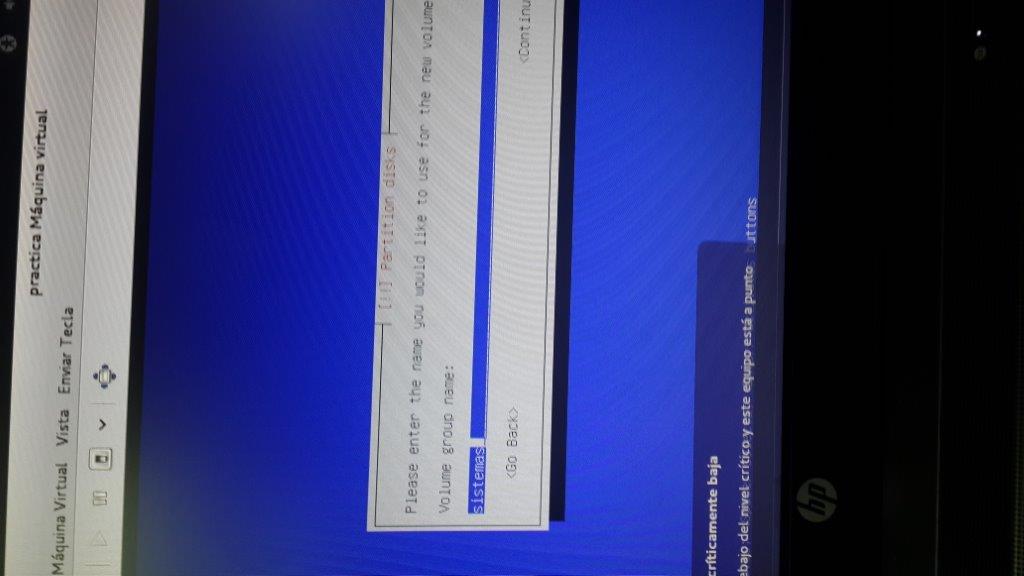 practica Máquina virtual
Máquina Virtual Vista Enviar Tecla
[!!] Partition disks
Please enter the name you would like to use for the new volume
Volume group name:
sistemas
<Go Back> <Continu
críticamente baja
ebajo del nivel crítico y este equipo está a punto uttons
hp